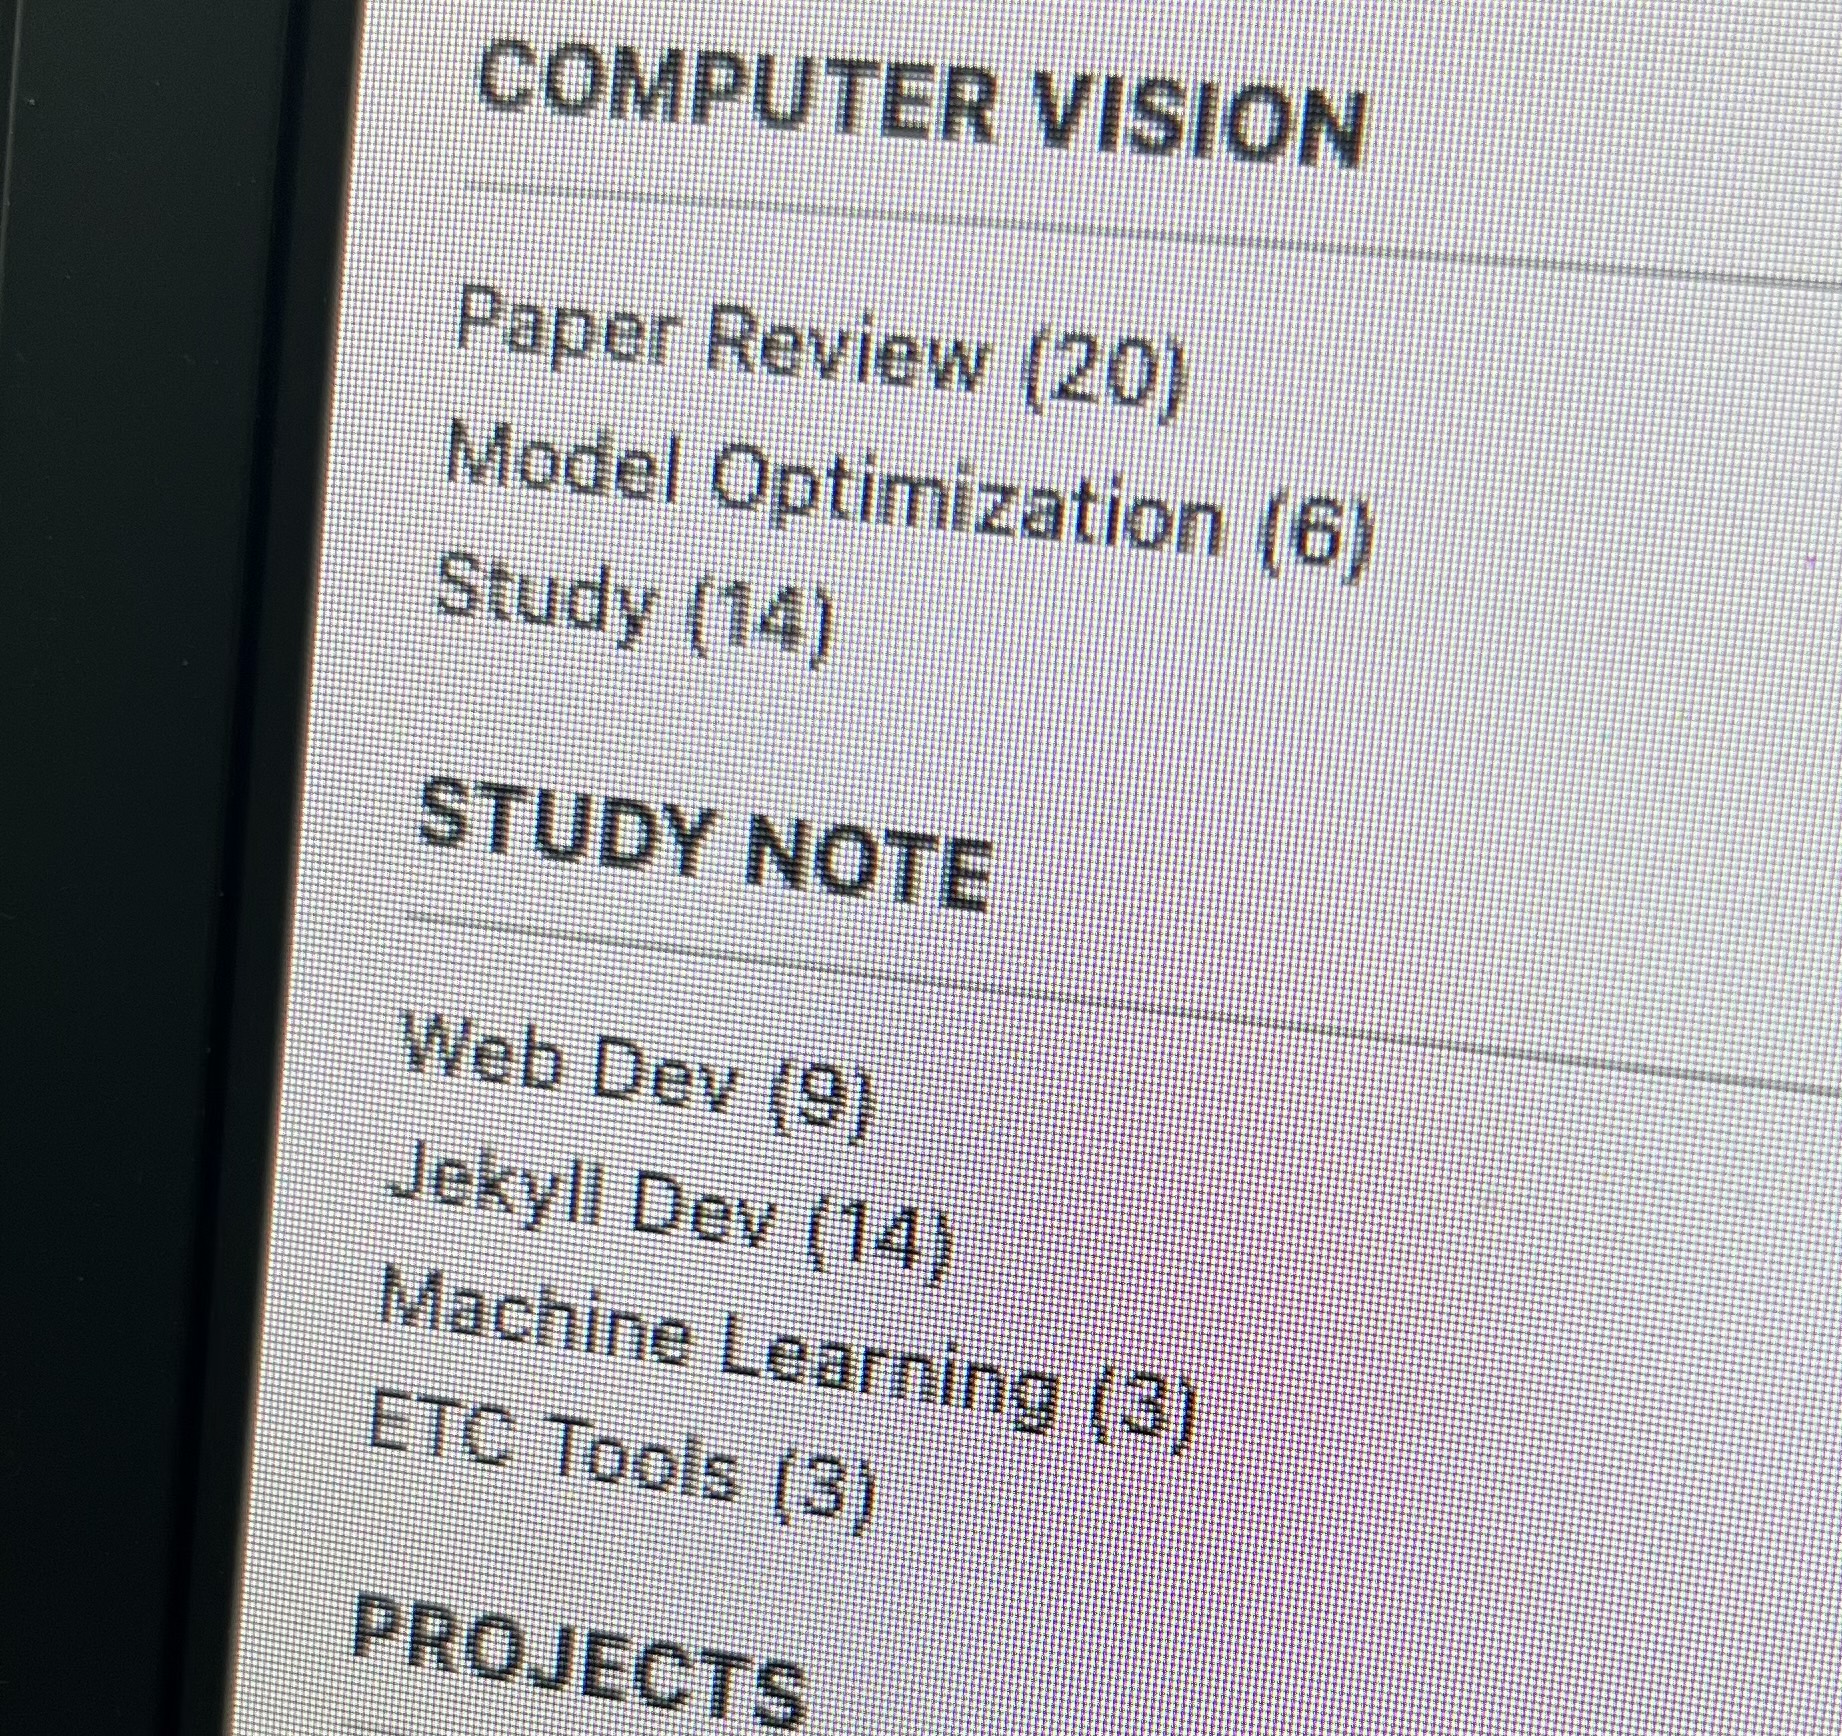 COMPUTER VISION
Paper Review (20)
Model Optimization (6)
Study (14)
STUDY NOTE
Web Dev (9)
Jekyll Dev (14)
Machine Learning (3)
ETC Tools (3)
PROJECTS